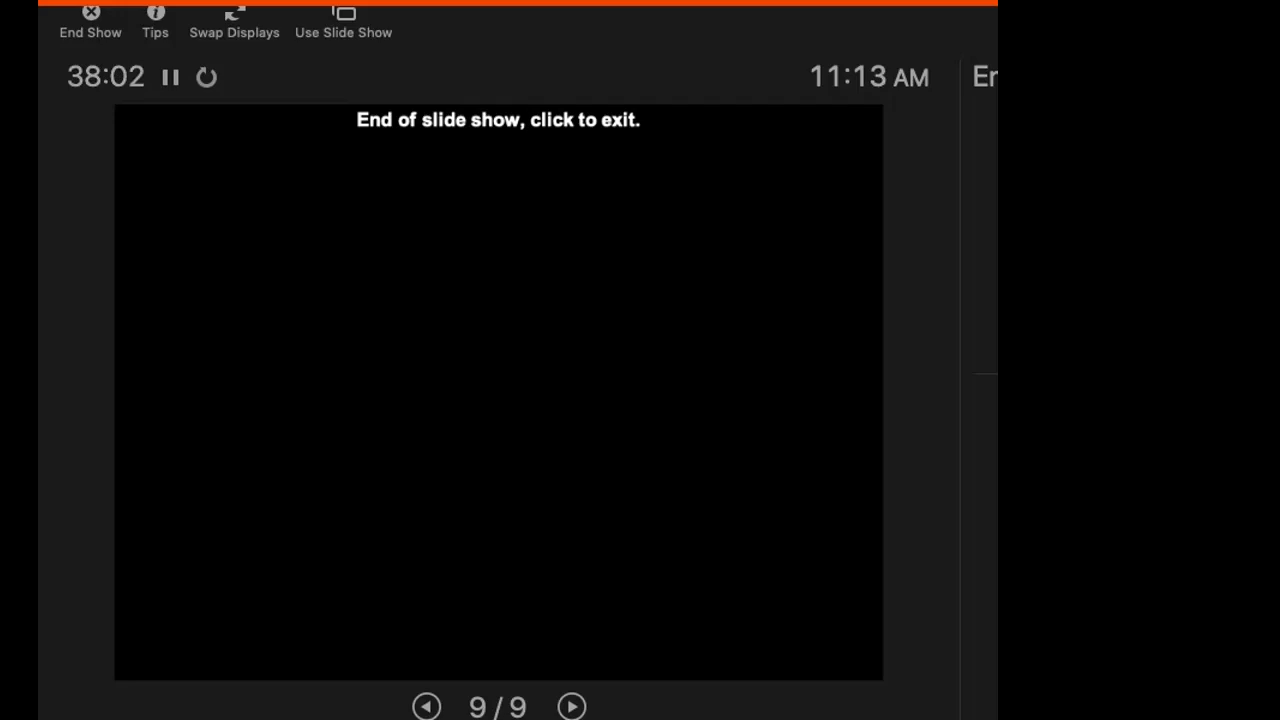 End Show Tips Swap Displays Use Slide Show
38:02 11:13 AM
End of slide show, click to exit.
9 / 9